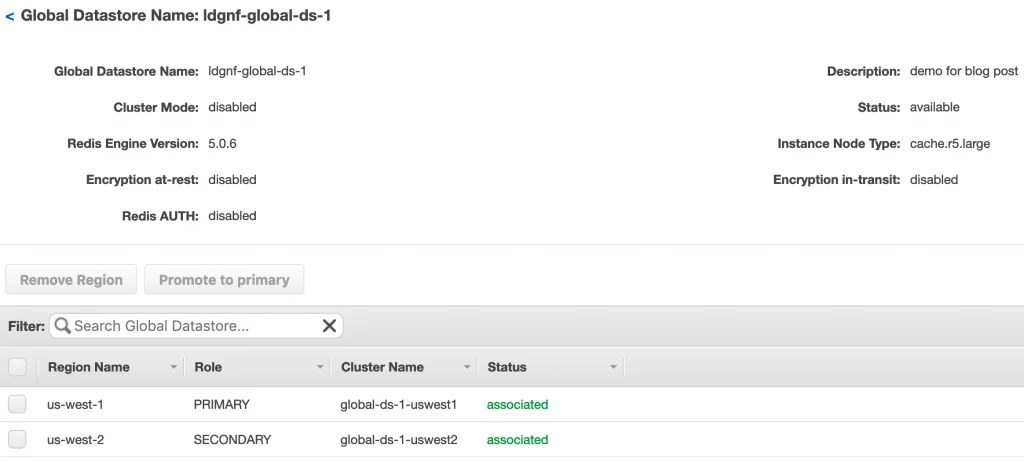 < Global Datastore Name: ldgnf-global-ds-1
Global Datastore Name: ldgnf-global-ds-1 Description: demo for blog post
Cluster Mode: disabled Status: available
Redis Engine Version: 5.0.6 Instance Node Type: cache.r5.large
Encryption at-rest: disabled Encryption in-transit: disabled
Redis AUTH: disabled
Remove Region Promote to primary
Filter: Search Global Datastore...
Region Name Role Cluster Name Status
us-west-1 PRIMARY global-ds-1-uswest1 associated
us-west-2 SECONDARY global-ds-1-uswest2 associated